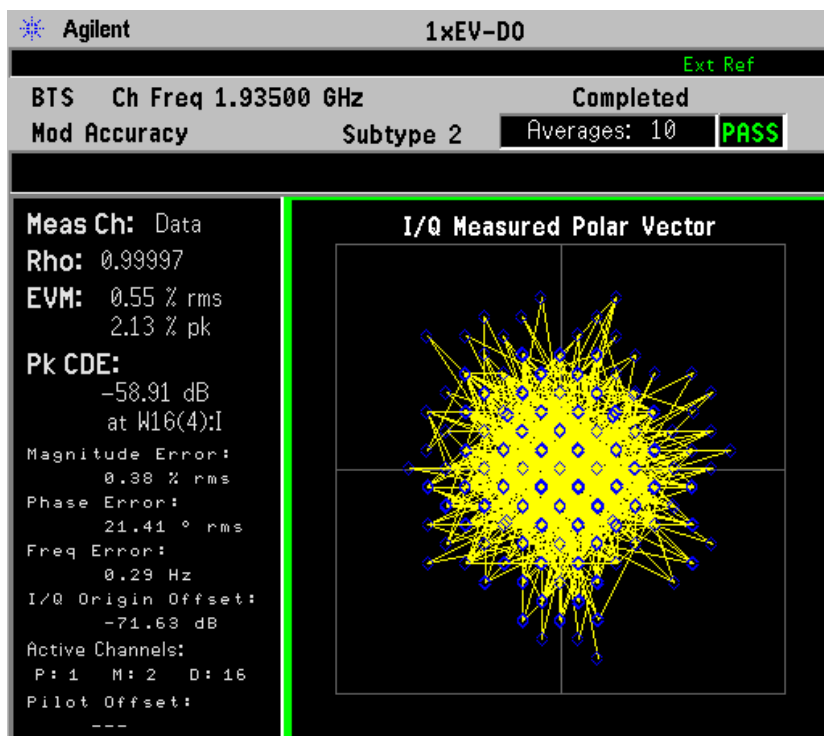 Agilent 1xEV-DO
Ext Ref
BTS Ch Freq 1.93500 GHz Completed
Mod Accuracy Subtype 2 Averages: 10 PASS
Meas Ch: Data
Rho: 0.99997
EVM: 0.55 % rms
2.13 % pk
Pk CDE:
-58.91 dB
at W16(4):I
Magnitude Error:
0.38 % rms
Phase Error:
21.41 ° rms
Freq Error:
0.29 Hz
I/Q Origin Offset:
-71.63 dB
Active Channels:
P: 1 M: 2 D: 16
Pilot Offset:
---
I/Q Measured Polar Vector